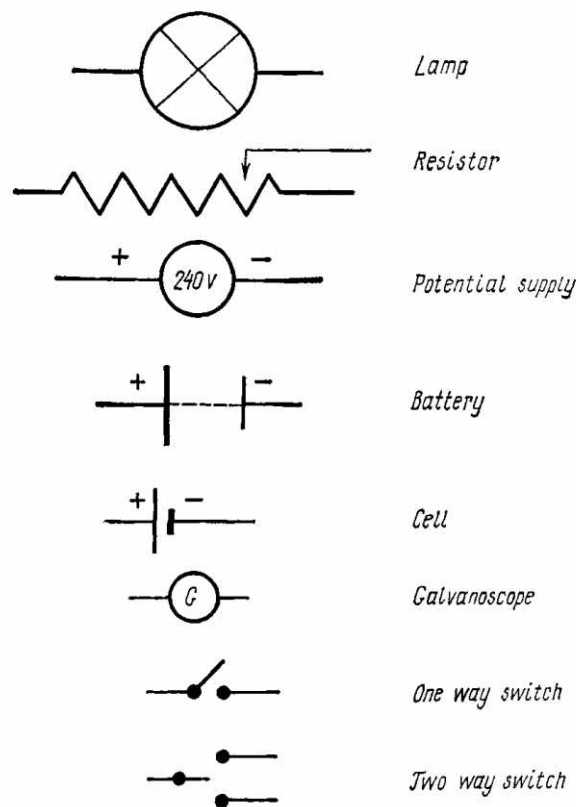 Lamp
Resistor
+ 240 v - Potential supply
+ - Battery
+ - Cell
G Galvanoscope
One way switch
Two way switch